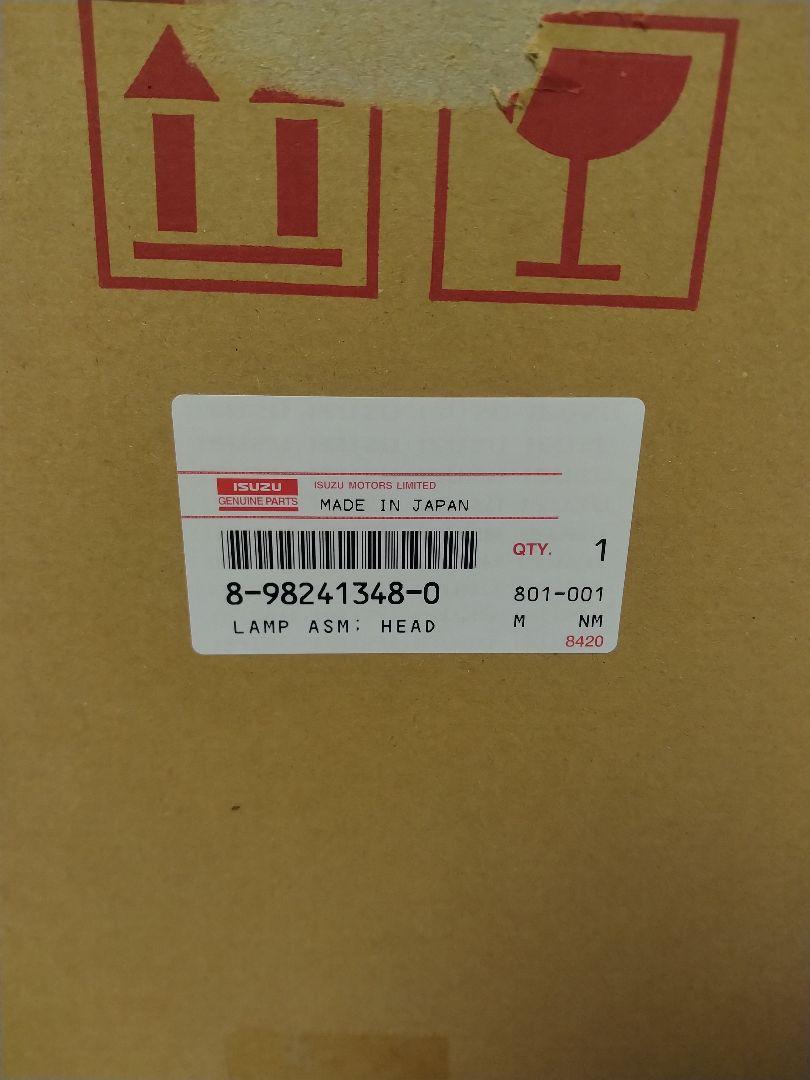 ISUZU
GENUINE PARTS
ISUZU MOTORS LIMITED
MADE IN JAPAN
QTY. 1
8-98241348-0
801-001
LAMP ASM; HEAD
M NM
8420